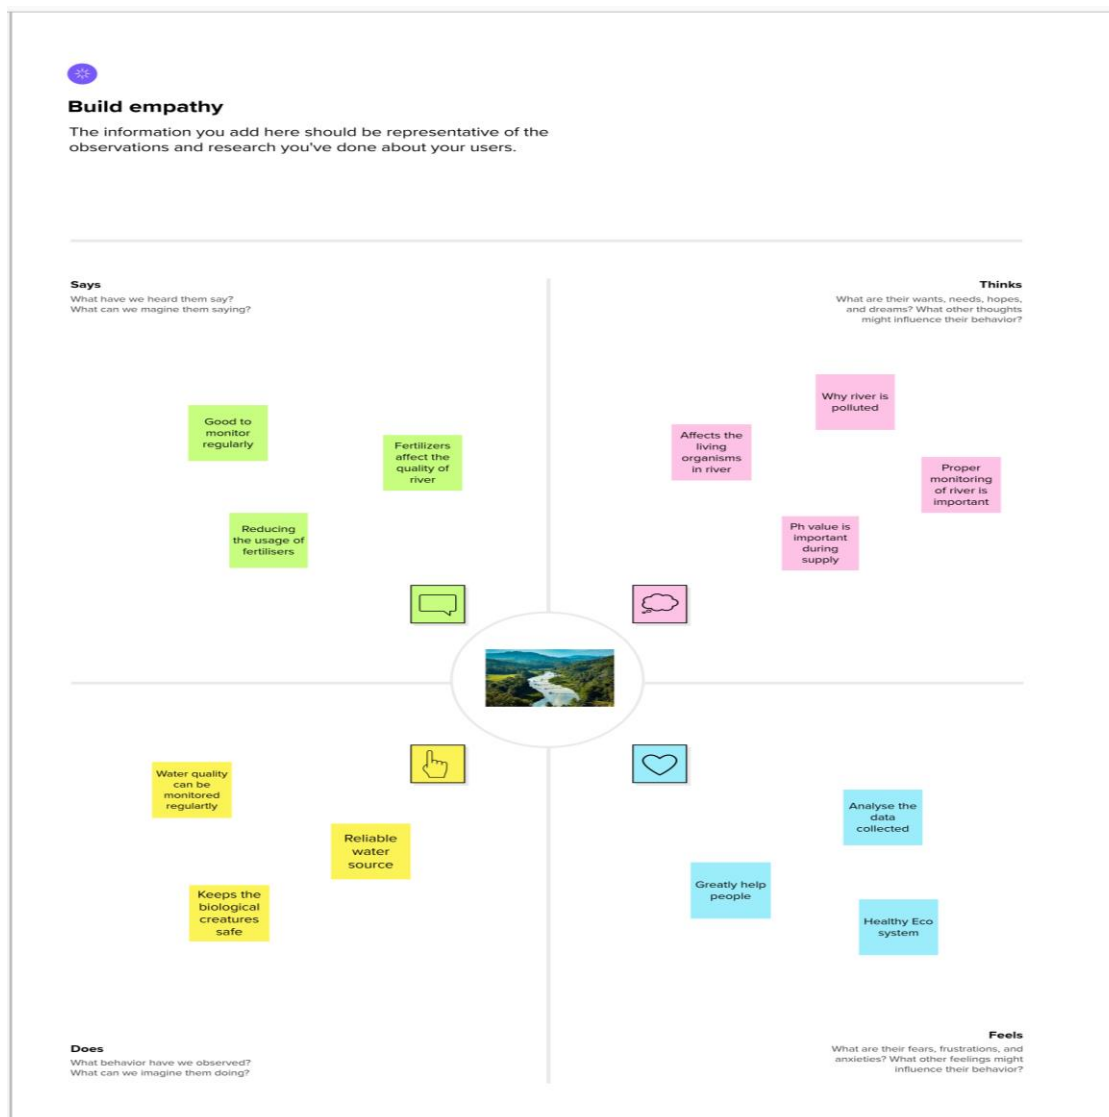 Build empathy
The information you add here should be representative of the
observations and research you've done about your users.
Says
What have we heard them say?
What can we magine them saying?
Thinks
What are their wants, needs, hopes,
and dreams? What other thoughts
might influence their behavior?
Good to
monitor
regularly
Fertilizers
affect the
quality of
river
Reducing
the usage of
fertilisers
Why river is
polluted
Affects the
living
organisms
in river
Proper
monitoring
of river is
important
Ph value is
important
during
supply
Water quality
can be
monitored
regulartly
Reliable
water
source
Keeps the
biological
creatures
safe
Analyse the
data
collected
Greatly help
people
Healthy Eco
system
Does
What behavior have we observed?
What can we imagine them doing?
Feels
What are their fears, frustrations, and
anxieties? What other feelings might
influence their behavior?